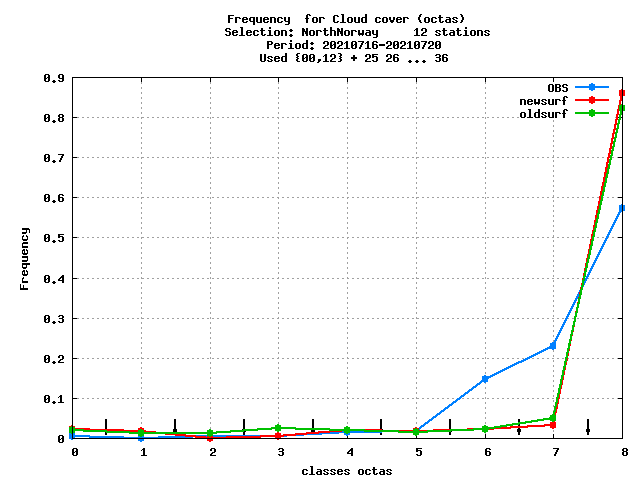 Frequency  for Cloud cover (octas)
Selection: NorthNorway     12 stations
Period: 20210716-20210720
Used {00,12} + 25 26 ... 36
OBS
newsurf
oldsurf
0.9
0.8
0.7
0.6
0.5
0.4
0.3
0.2
0.1
0
Frequency
0 1 2 3 4 5 6 7 8
classes octas